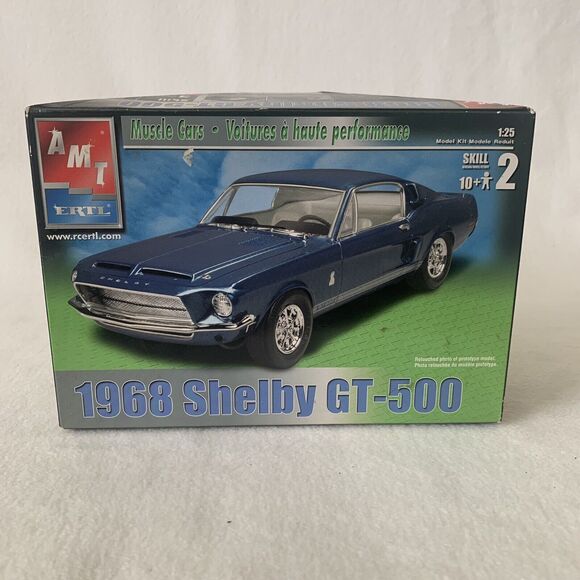 AMT
ERTL
www.rcertl.com
Muscle Cars • Voitures à haute performance
1:25
Model Kit • Modele Reduit
SKILL
2
10+
SHELBY
Retouched photo of prototype model.
Photo retouchée du modèle prototype.
1968 Shelby GT-500